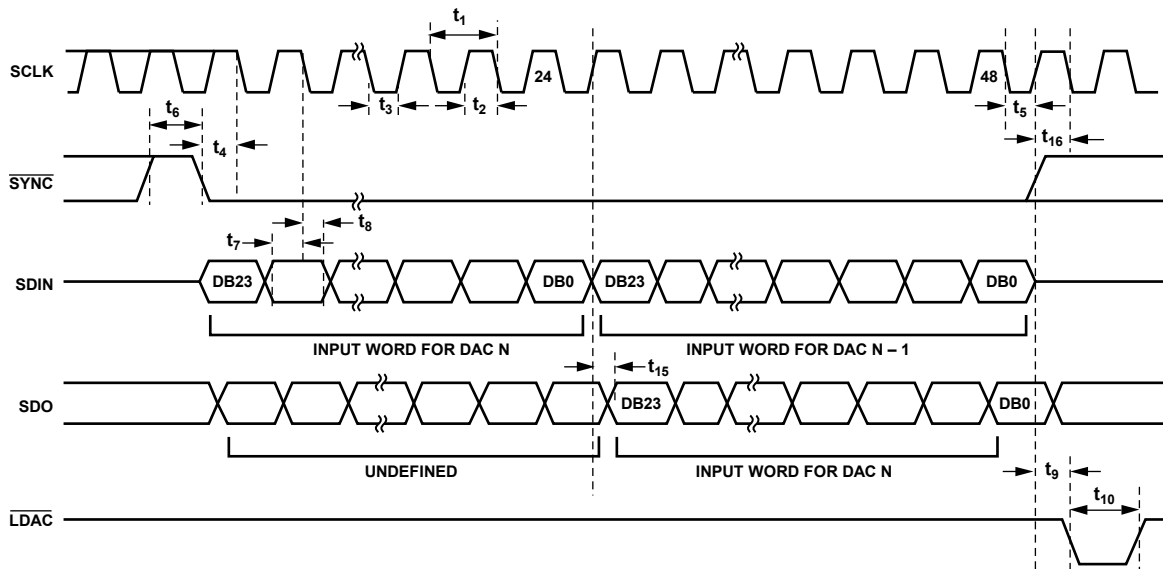 t1
SCLK
24
48
t3
t2
t5
t6
t4
t16
SYNC
t7
t8
SDIN
DB23
DB0
DB23
DB0
INPUT WORD FOR DAC N
INPUT WORD FOR DAC N – 1
t15
SDO
DB23
DB0
UNDEFINED
INPUT WORD FOR DAC N
t9
t10
LDAC